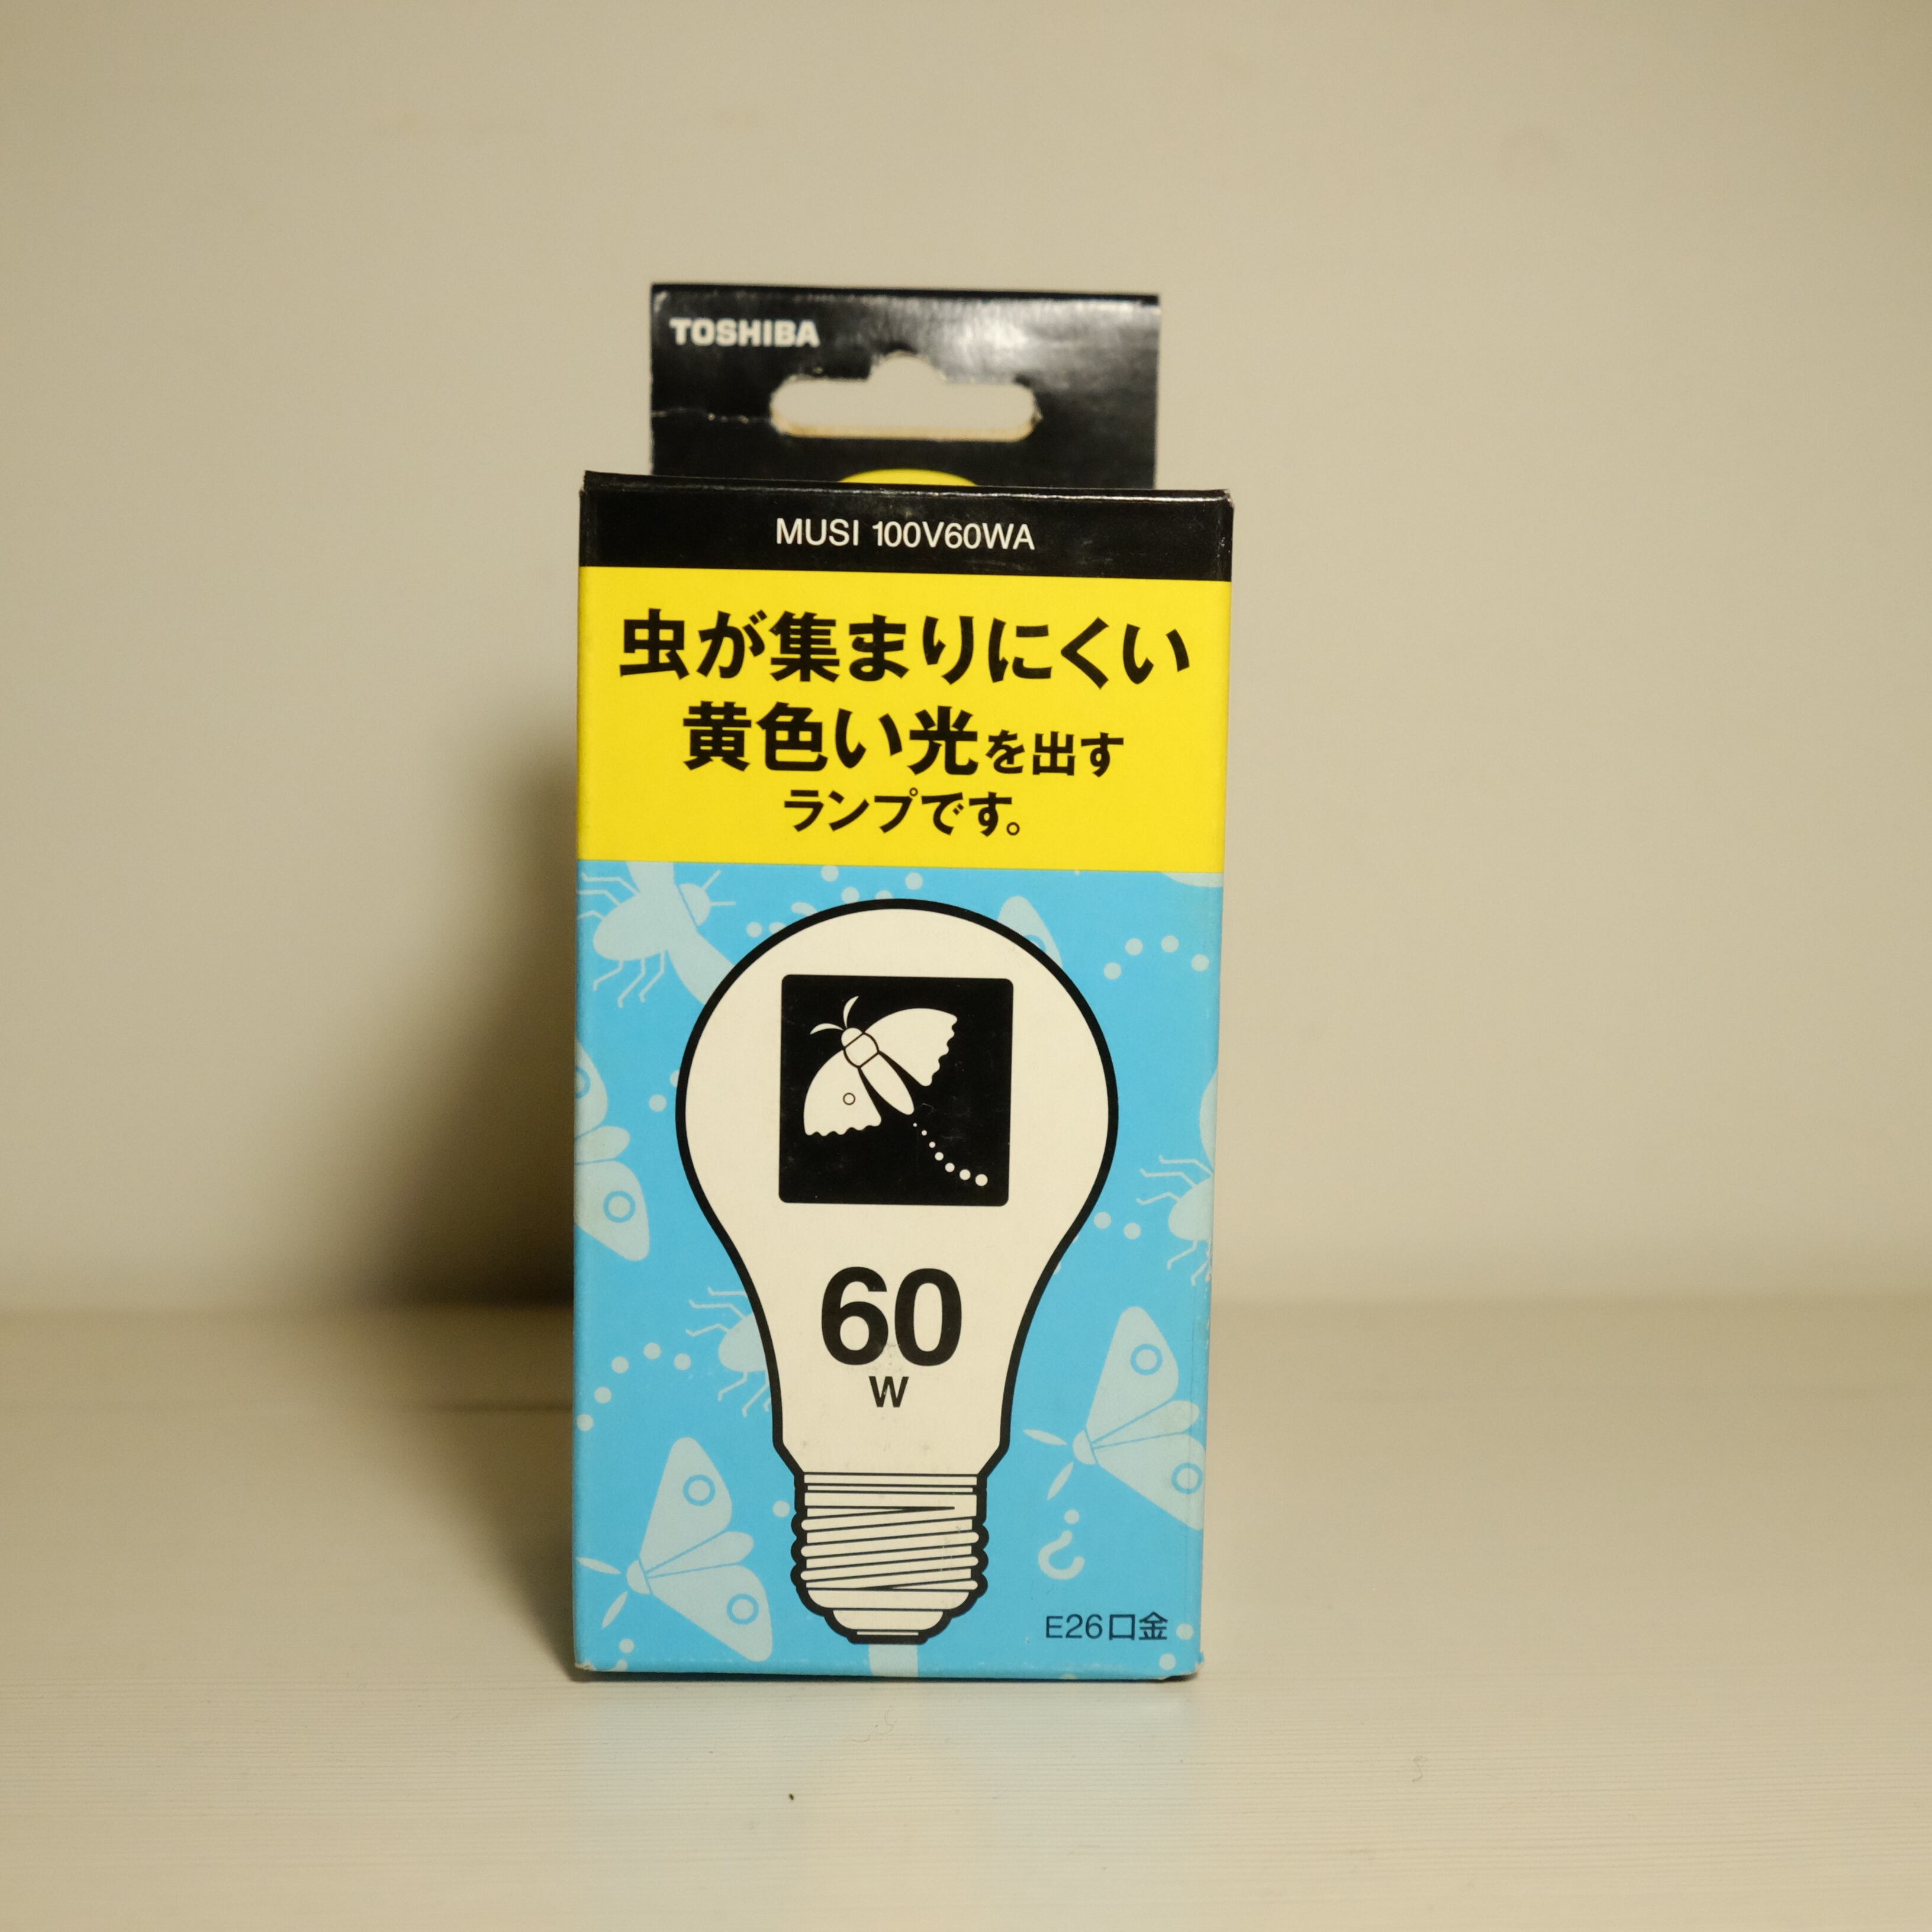 TOSHIBA
MUSI 100V60WA
虫が集まりにくい
黄色い光を出す
ランプです。
60
W
E26口金